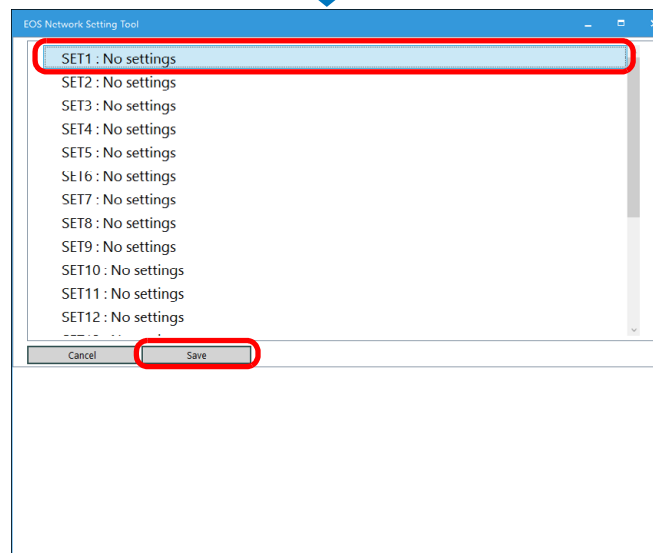 EOS Network Setting Tool
SET1 : No settings
SET2 : No settings
SET3 : No settings
SET4 : No settings
SET5 : No settings
SET6 : No settings
SET7 : No settings
SET8 : No settings
SET9 : No settings
SET10 : No settings
SET11 : No settings
SET12 : No settings
Cancel
Save